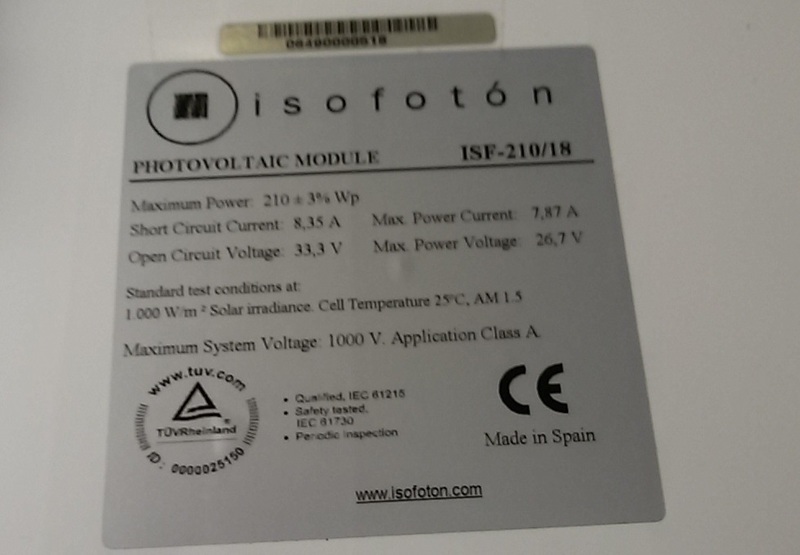 06490000518
isofotón
PHOTOVOLTAIC MODULE ISF-210/18
Maximum Power: 210 ± 3% Wp
Short Circuit Current: 8,35 A Max. Power Current: 7,87 A
Open Circuit Voltage: 33,3 V Max. Power Voltage: 26,7 V
Standard test conditions at:
1.000 W/m ² Solar irradiance. Cell Temperature 25ºC, AM 1.5
Maximum System Voltage: 1000 V. Application Class A.
www.tuv.com
TÜVRheinland ®
ID: 0000025150
• Qualified, IEC 61215
• Safety tested,
IEC 61730
• Periodic inspection
CE
Made in Spain
www.isofoton.com